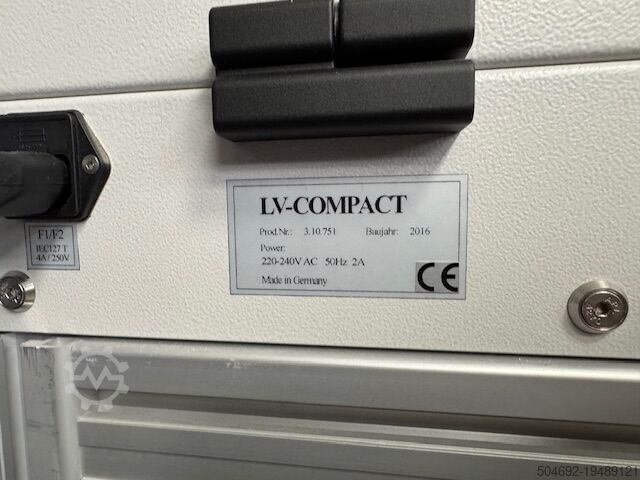 LV-COMPACT
Prod.Nr.: 3.10.751 Baujahr: 2016
Power:
220-240V AC 50Hz 2A
Made in Germany
CE
F1/F2
IEC127 T
4A / 250V
504692-19489121